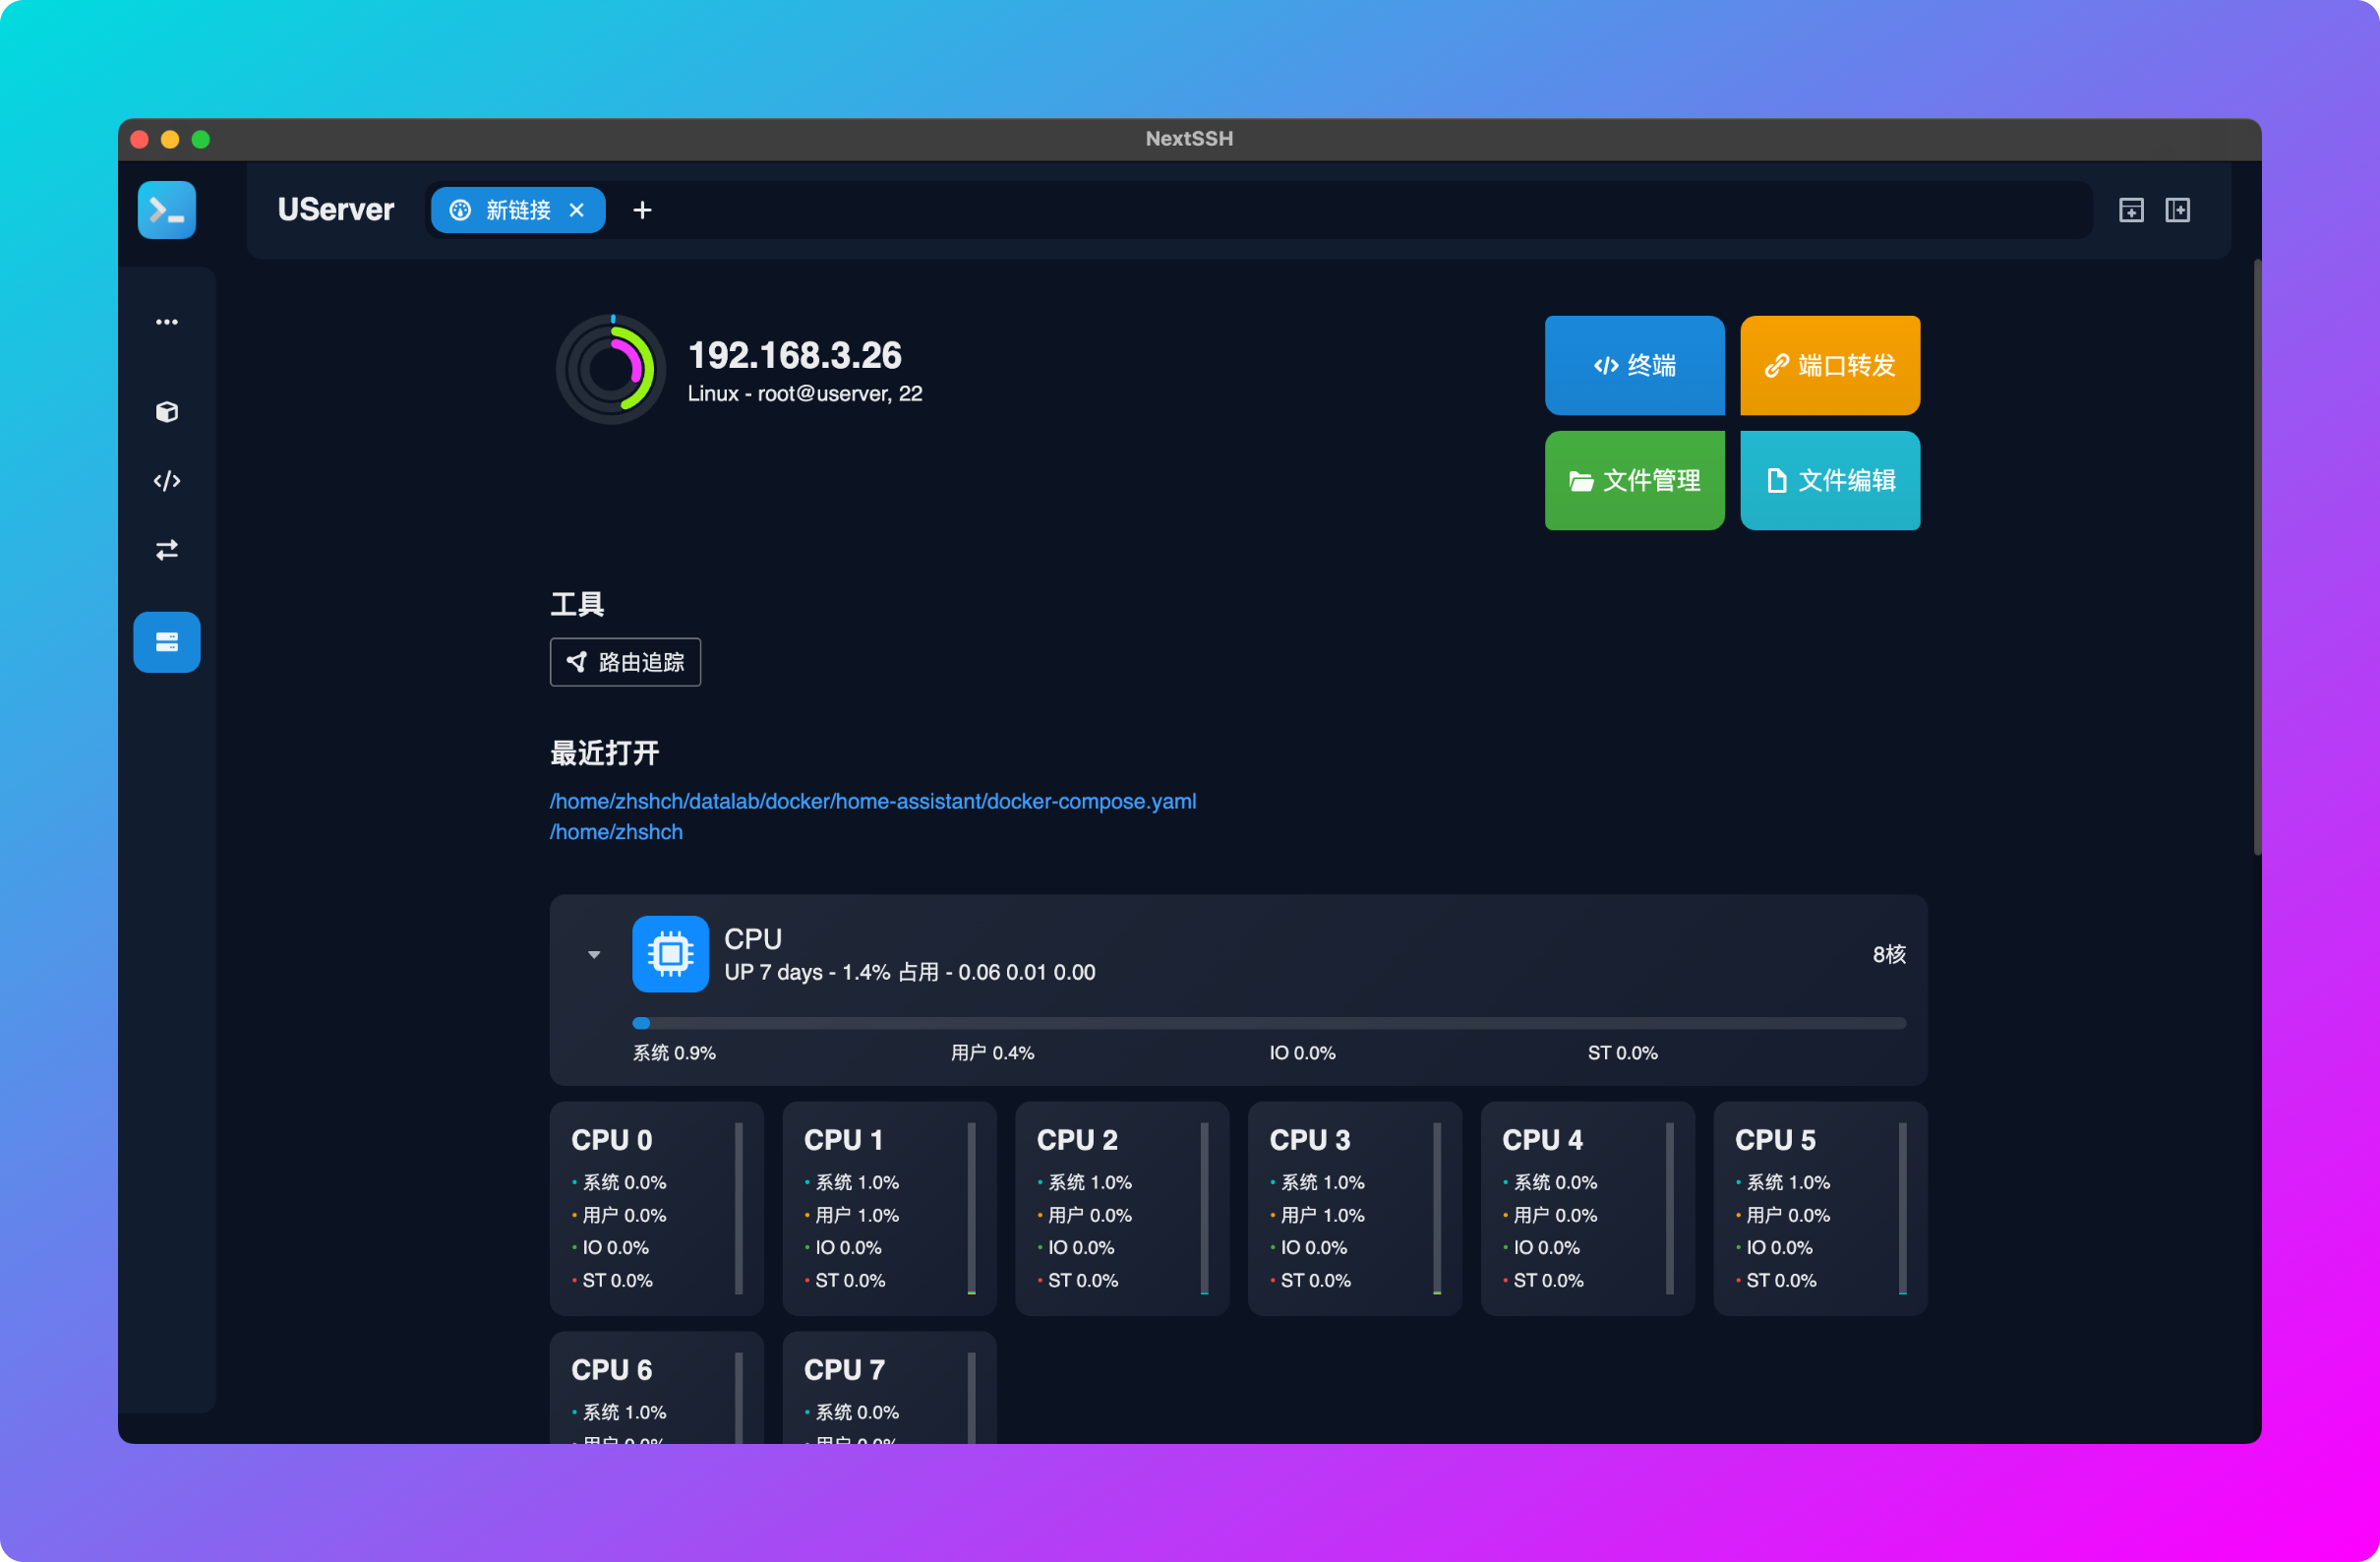 NextSSH
UServer
新链接
192.168.3.26
Linux - root@userver, 22
终端
端口转发
文件管理
文件编辑
工具
路由追踪
最近打开
/home/zhshch/datalab/docker/home-assistant/docker-compose.yaml
/home/zhshch
CPU
UP 7 days - 1.4% 占用 - 0.06 0.01 0.00
8核
系统 0.9%
用户 0.4%
IO 0.0%
ST 0.0%
CPU 0
系统 0.0%
用户 0.0%
IO 0.0%
ST 0.0%
CPU 1
系统 1.0%
用户 1.0%
IO 0.0%
ST 0.0%
CPU 2
系统 1.0%
用户 0.0%
IO 0.0%
ST 0.0%
CPU 3
系统 1.0%
用户 1.0%
IO 0.0%
ST 0.0%
CPU 4
系统 0.0%
用户 0.0%
IO 0.0%
ST 0.0%
CPU 5
系统 1.0%
用户 0.0%
IO 0.0%
ST 0.0%
CPU 6
系统 1.0%
用户 0.0%
CPU 7
系统 0.0%
用户 0.0%